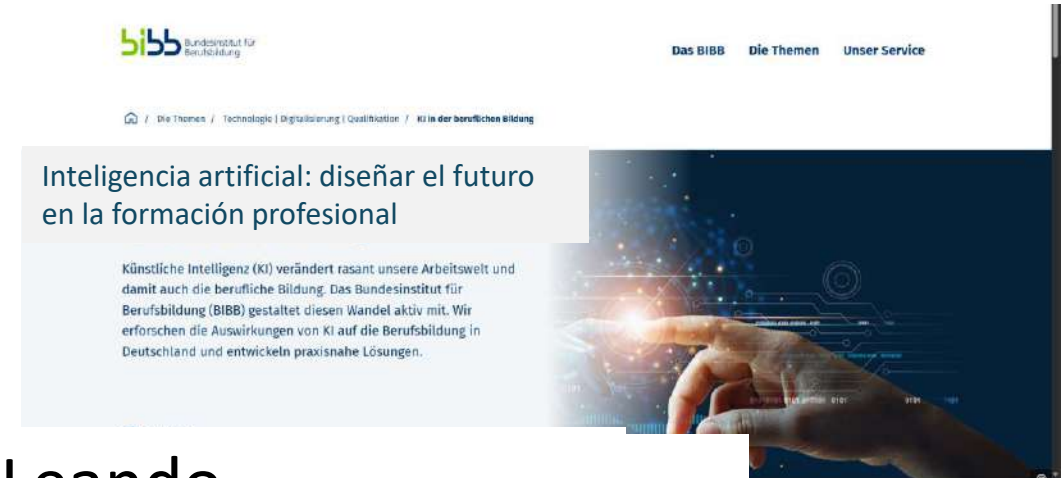 bibb Bundesinstitut für
Berufsbildung
Das BIBB Die Themen Unser Service
/ Die Themen / Technologie | Digitalisierung | Qualifikation / KI in der beruflichen Bildung
Inteligencia artificial: diseñar el futuro
en la formación profesional
Künstliche Intelligenz (KI) verändert rasant unsere Arbeitswelt und
damit auch die berufliche Bildung. Das Bundesinstitut für
Berufsbildung (BIBB) gestaltet diesen Wandel aktiv mit. Wir
erforschen die Auswirkungen von KI auf die Berufsbildung in
Deutschland und entwickeln praxisnahe Lösungen.
0101
Leando